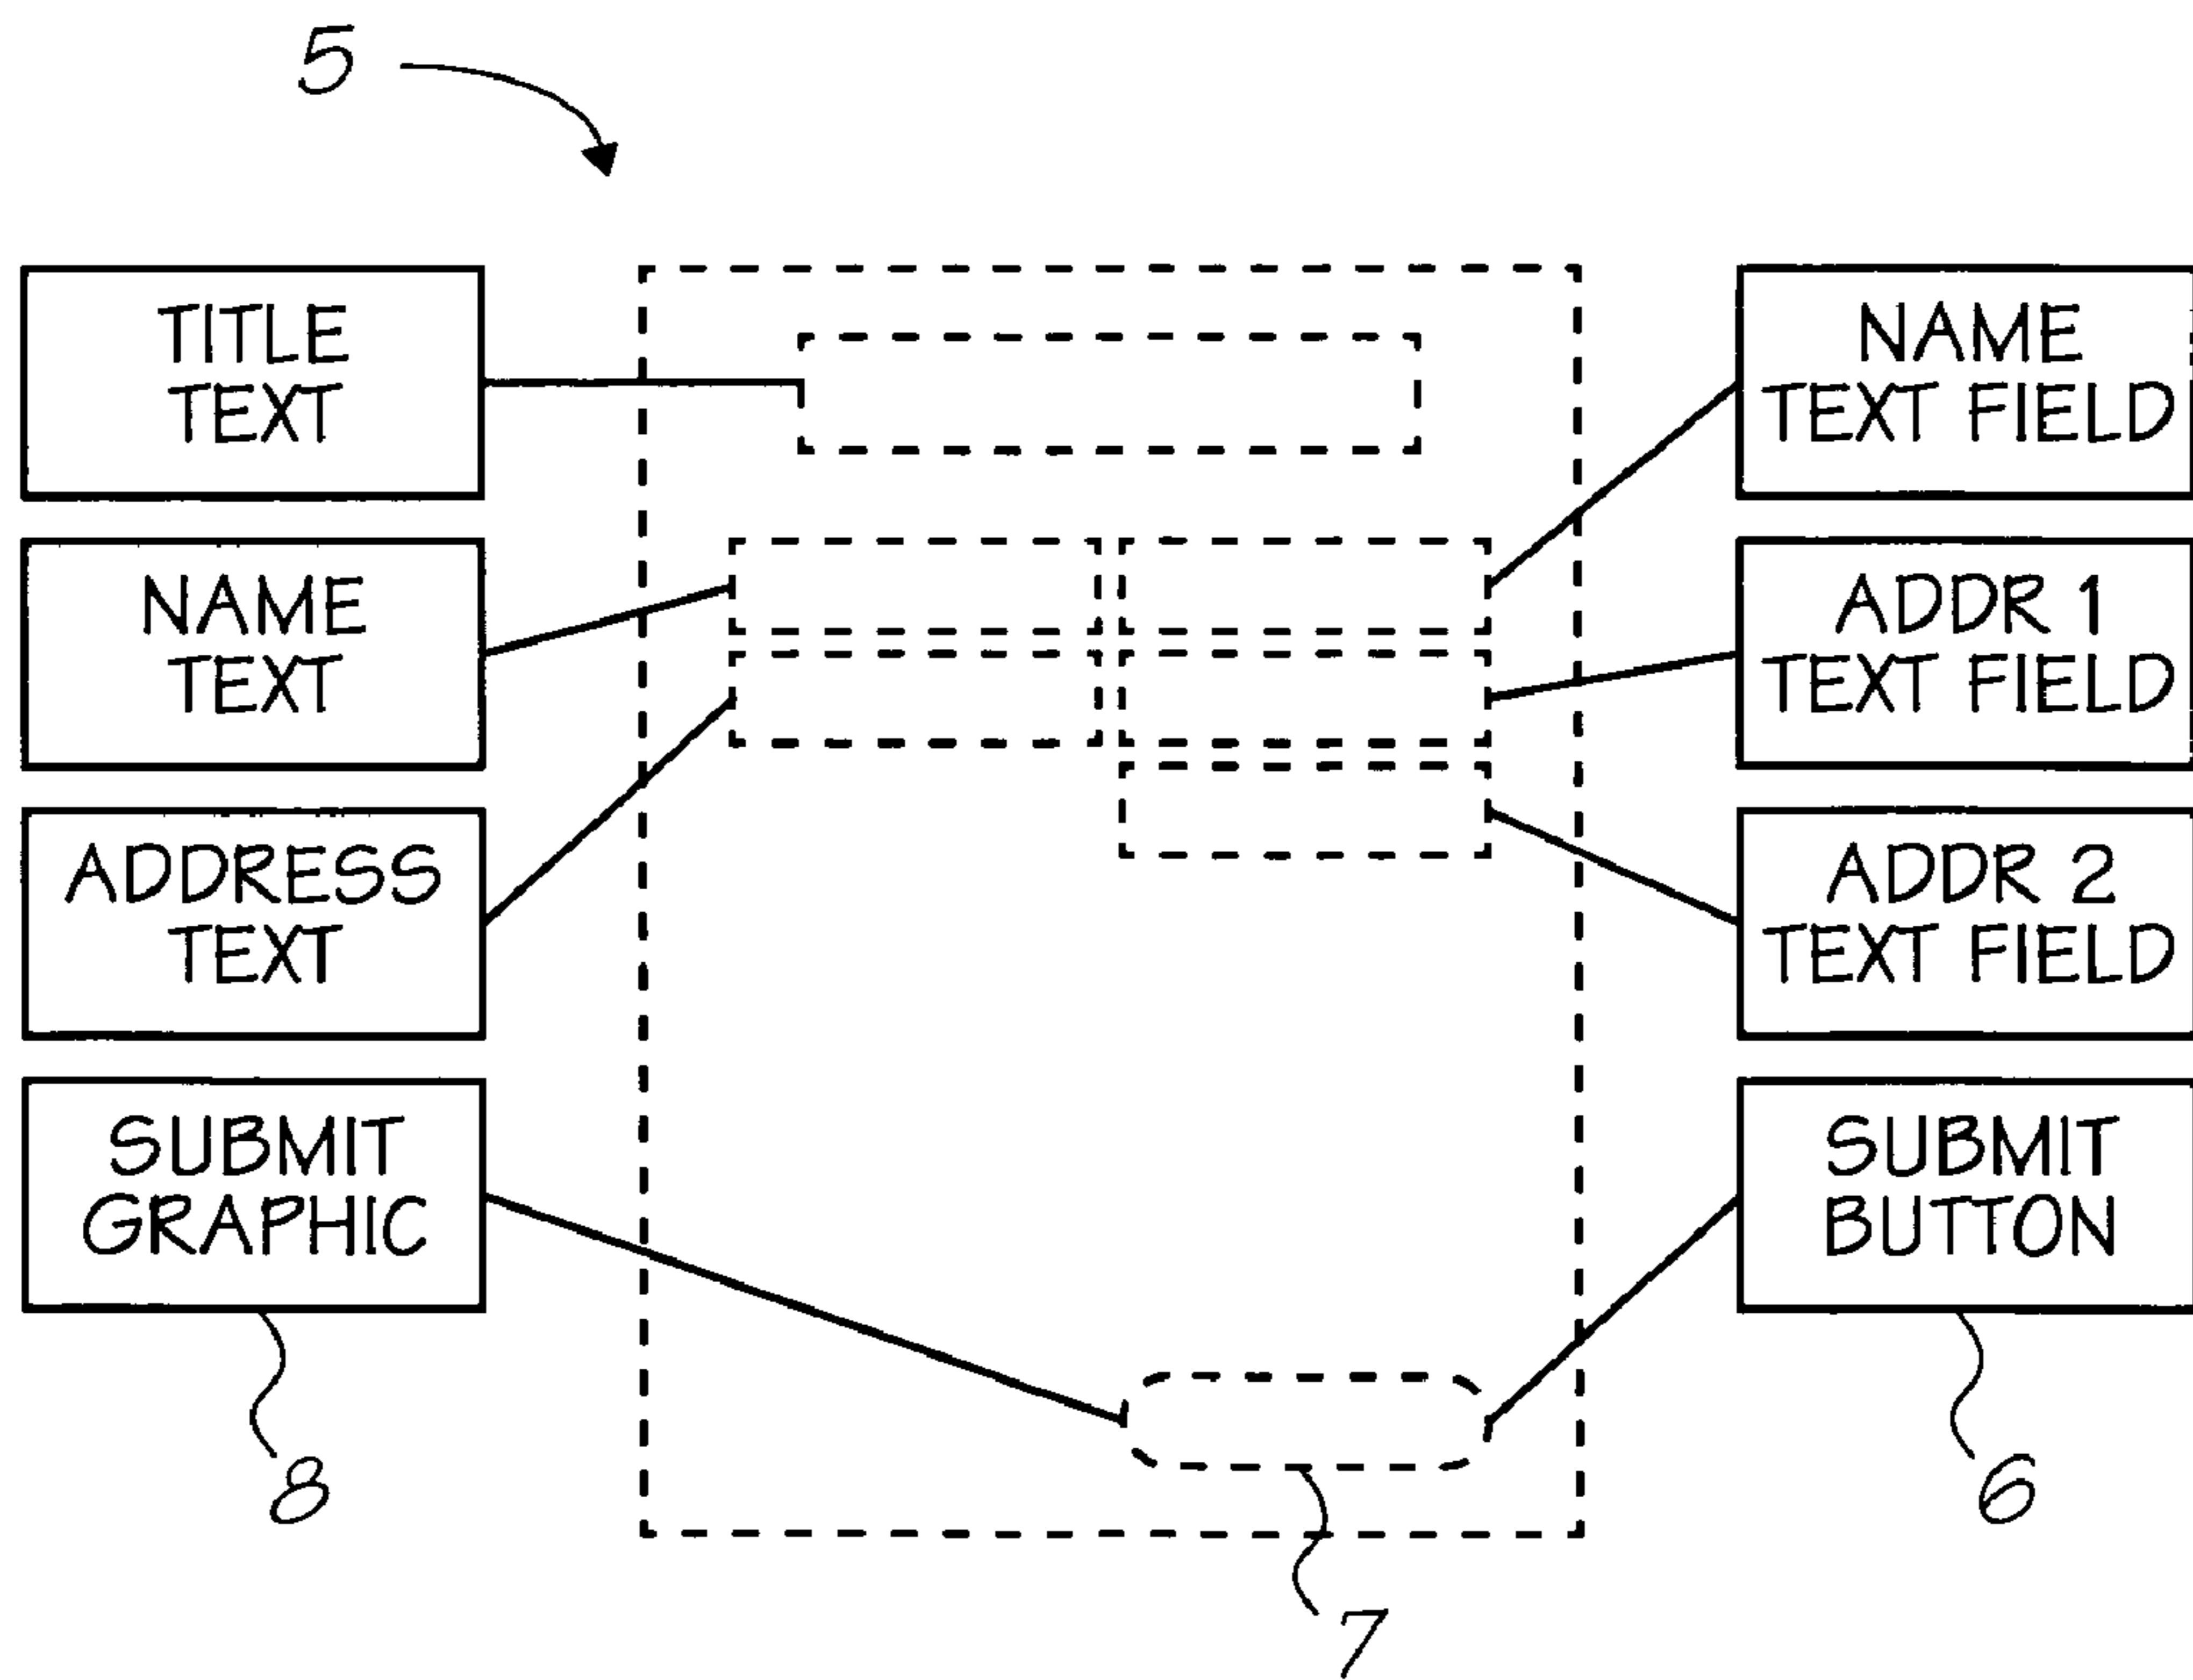 5
TITLE
TEXT
NAME
TEXT FIELD
NAME
TEXT
ADDR 1
TEXT FIELD
ADDRESS
TEXT
ADDR 2
TEXT FIELD
SUBMIT
GRAPHIC
SUBMIT
BUTTON
8
6
7